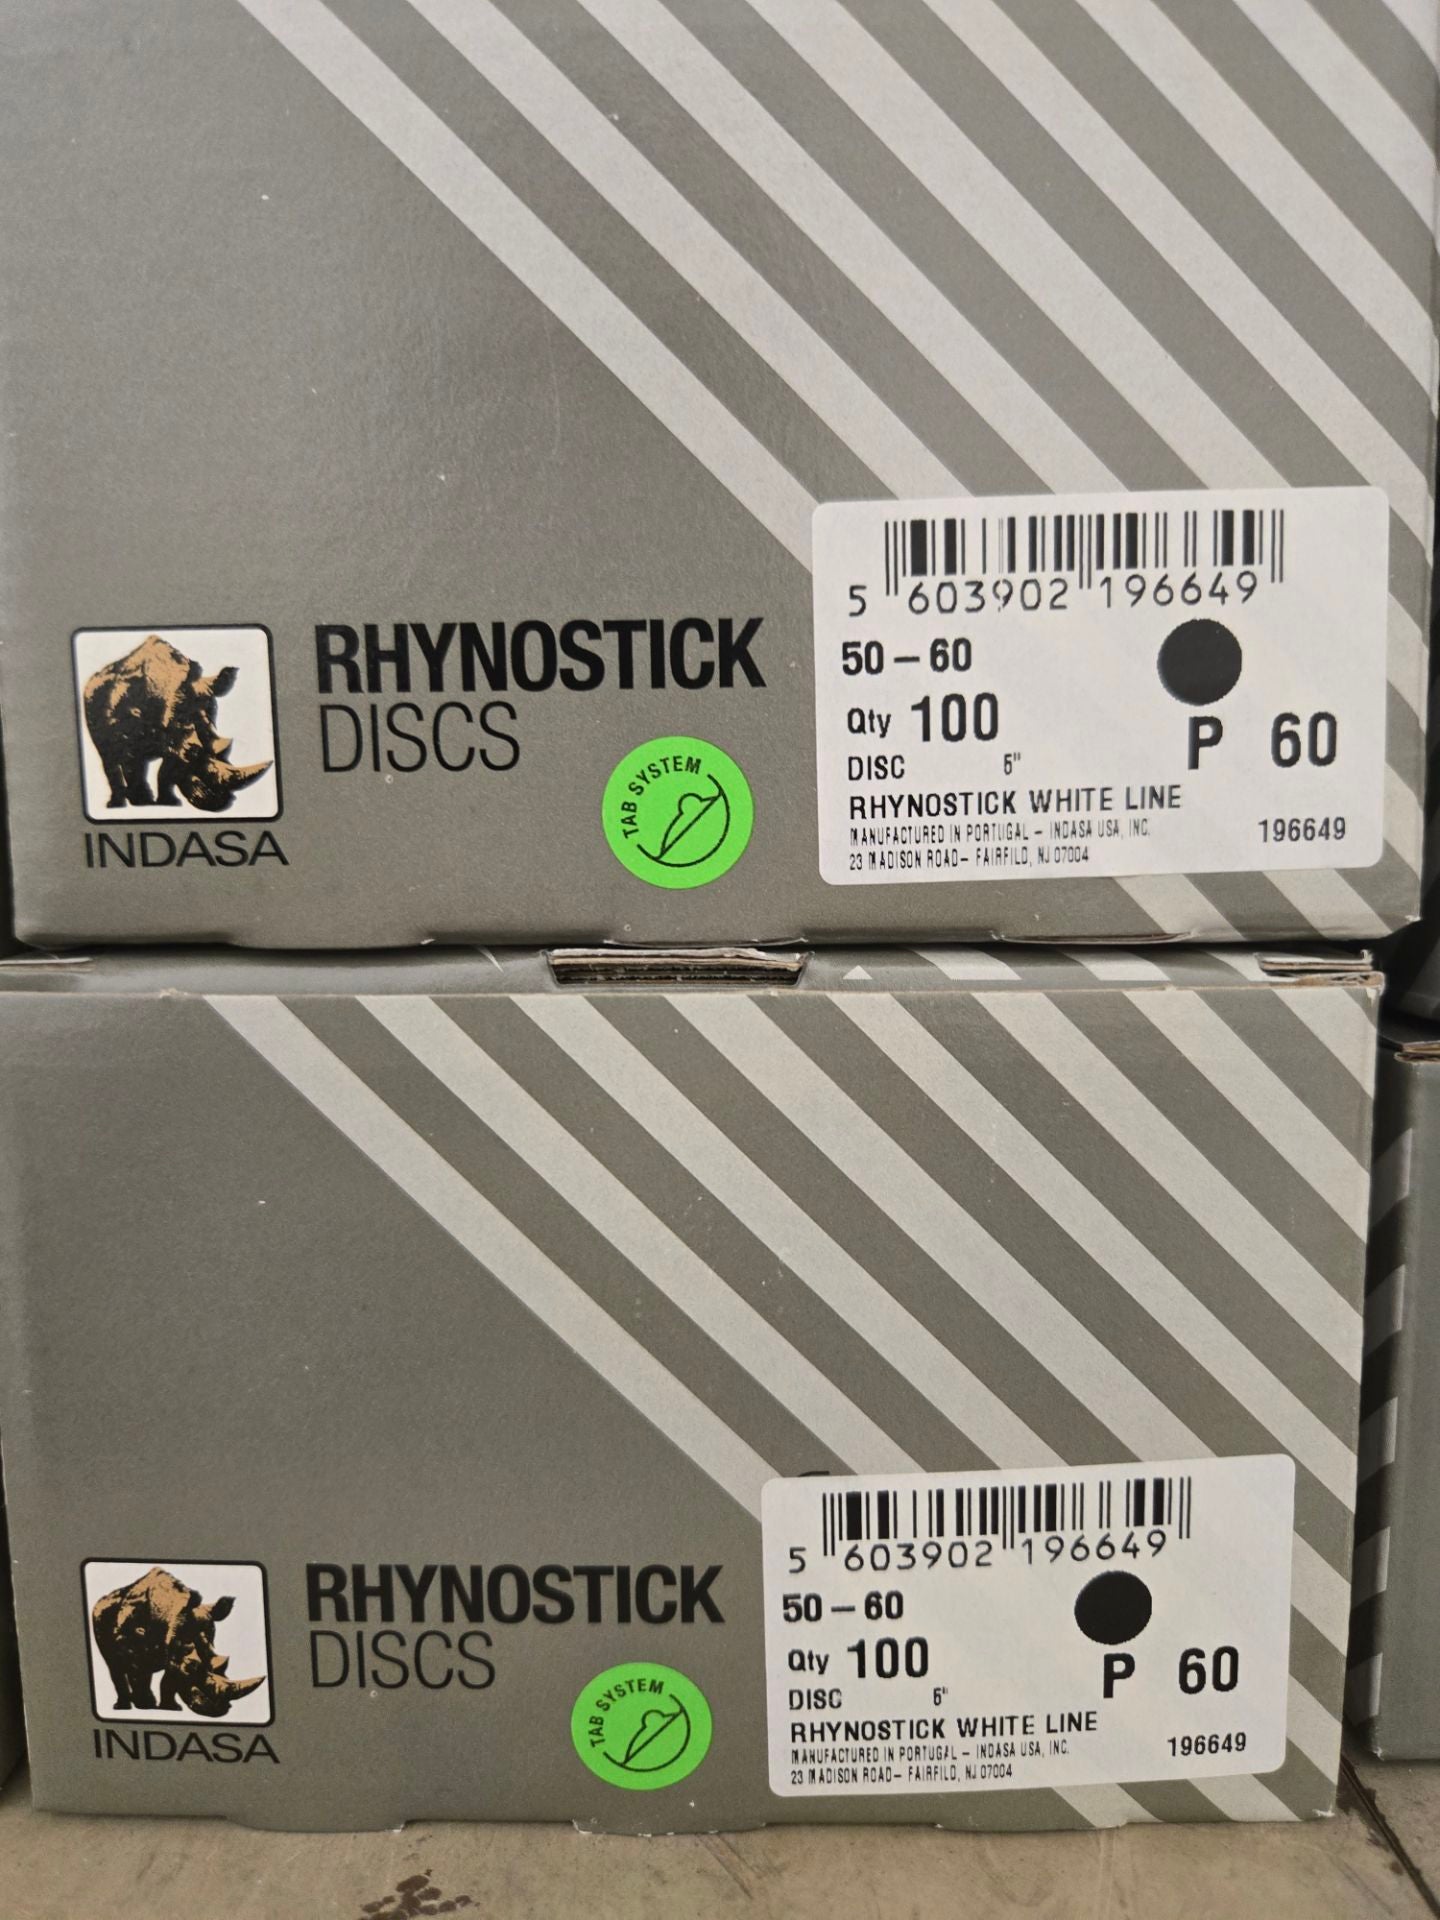 5 603902 196649
50 – 60
Qty 100
DISC 5"
P 60
RHYNOSTICK WHITE LINE
MANUFACTURED IN PORTUGAL – INDASA USA, INC.
23 MADISON ROAD– FAIRFILD, NJ 07004
196649
RHYNOSTICK
DISCS
TAB SYSTEM
INDASA
5 603902 196649
50 – 60
Qty 100
DISC 5"
P 60
RHYNOSTICK WHITE LINE
MANUFACTURED IN PORTUGAL – INDASA USA, INC.
23 MADISON ROAD– FAIRFILD, NJ 07004
196649
RHYNOSTICK
DISCS
TAB SYSTEM
INDASA